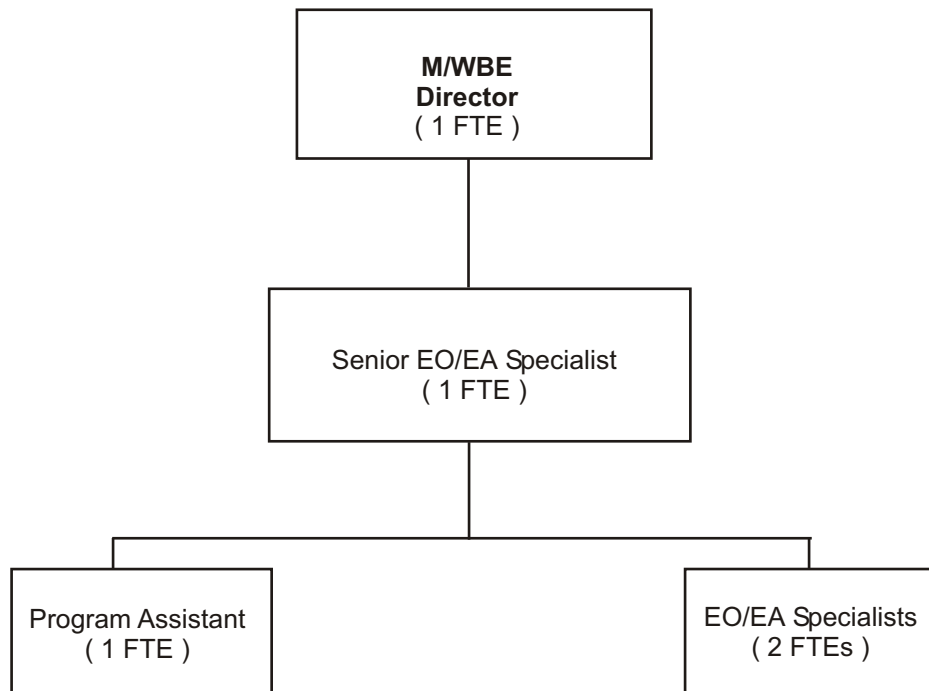 M/WBE
Director
( 1 FTE )
Senior EO/EA Specialist
( 1 FTE )
Program Assistant
( 1 FTE )
EO/EA Specialists
( 2 FTEs )